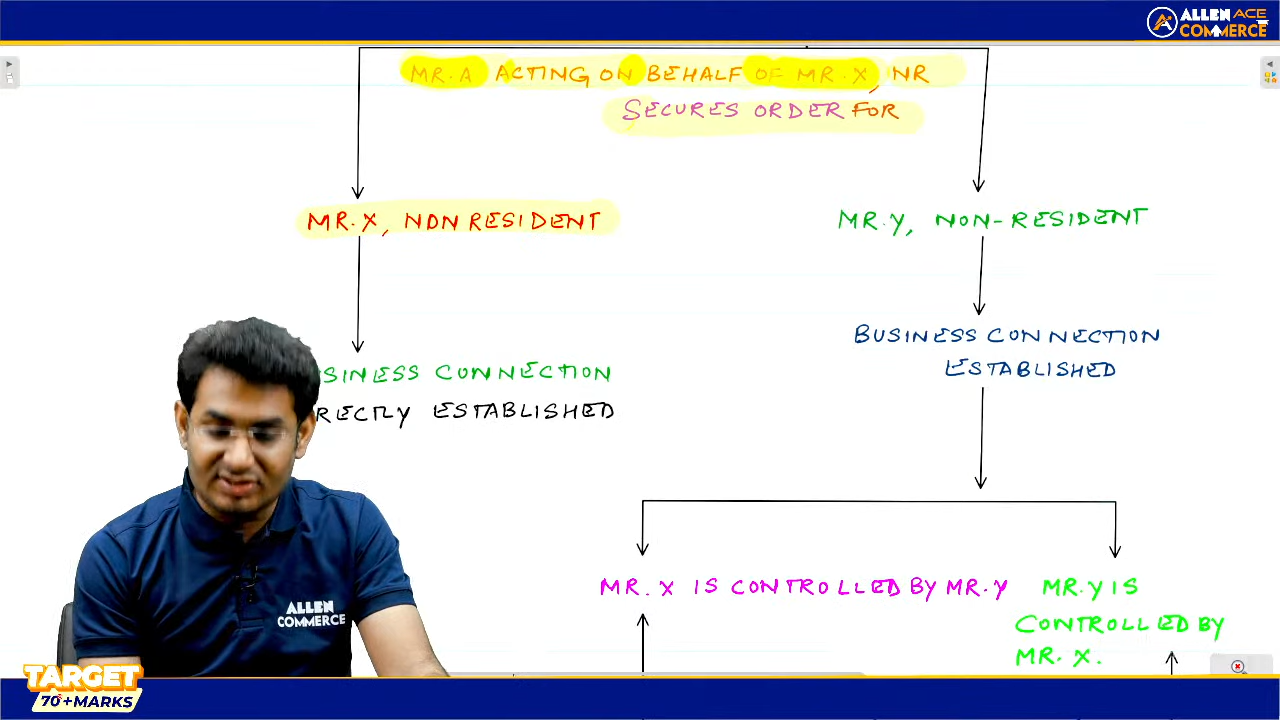 ALLEN ACE
COMMERCE
MR. A ACTING ON BEHALF OF MR. X, NR
SECURES ORDER FOR
MR. X, NON RESIDENT
MR. Y, NON-RESIDENT
BUSINESS CONNECTION
ESTABLISHED
SINESS CONNECTION
RECTLY ESTABLISHED
MR. X IS CONTROLLED BY MR. Y
MR. Y IS
CONTROLLED BY
MR. X.
ALLEN
COMMERCE
TARGET
70+MARKS